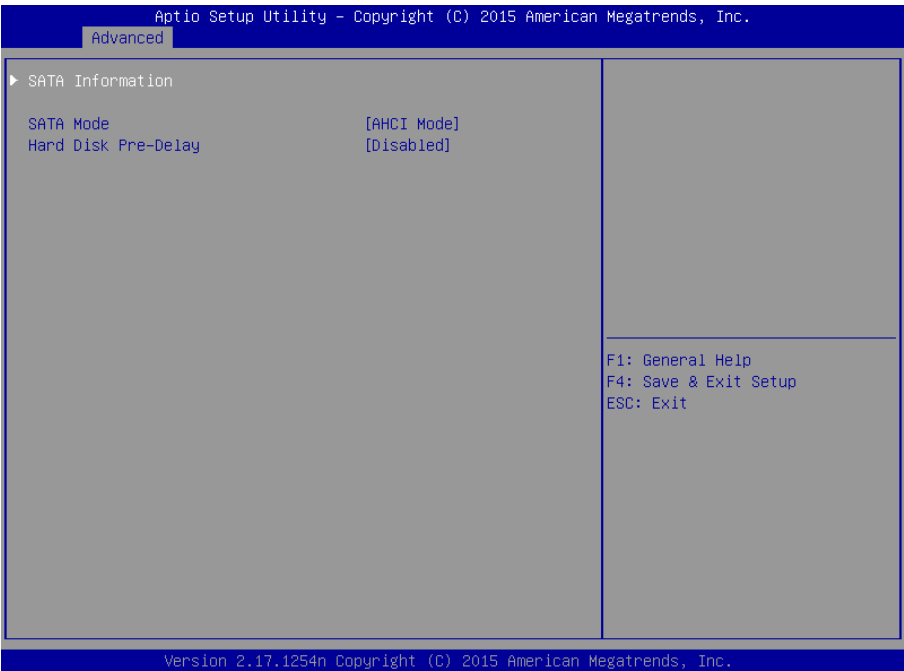 Aptio Setup Utility – Copyright (C) 2015 American Megatrends, Inc.
Advanced
SATA Information
SATA Mode [AHCI Mode]
Hard Disk Pre-Delay [Disabled]
F1: General Help
F4: Save & Exit Setup
ESC: Exit
Version 2.17.1254n Copyright (C) 2015 American Megatrends, Inc.